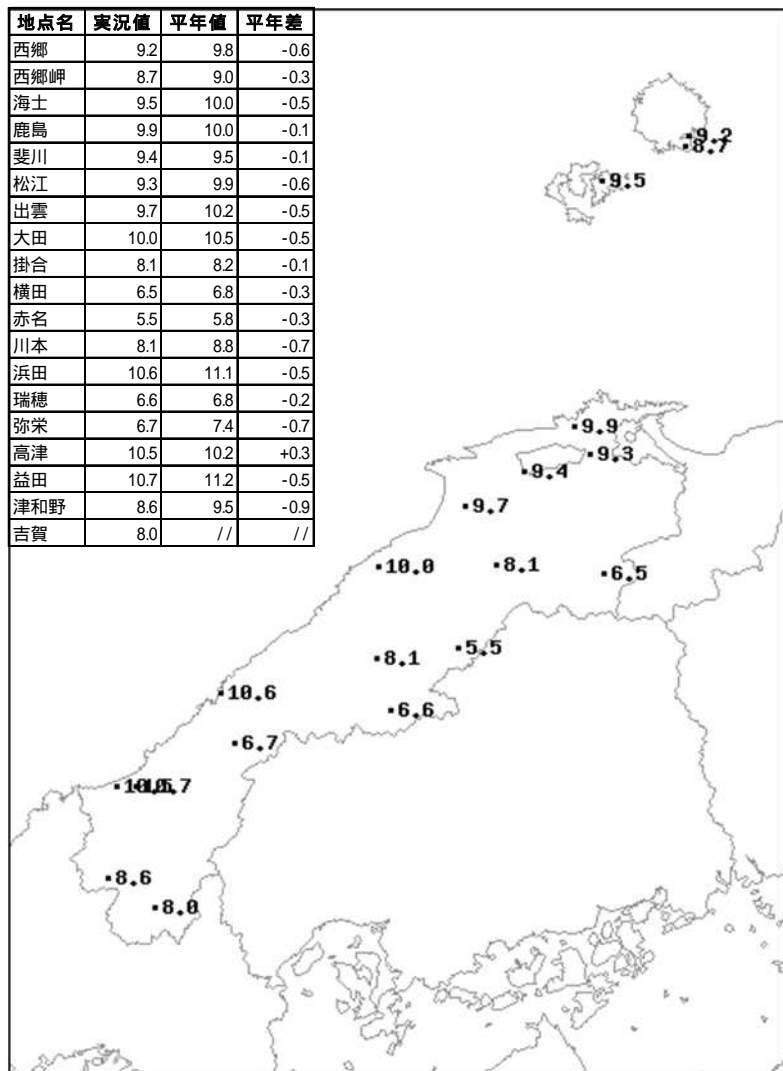 地点名 実況値 平年値 平年差
西郷 9.2 9.8 -0.6
西郷岬 8.7 9.0 -0.3
海士 9.5 10.0 -0.5
鹿島 9.9 10.0 -0.1
斐川 9.4 9.5 -0.1
松江 9.3 9.9 -0.6
出雲 9.7 10.2 -0.5
大田 10.0 10.5 -0.5
掛合 8.1 8.2 -0.1
横田 6.5 6.8 -0.3
赤名 5.5 5.8 -0.3
川本 8.1 8.8 -0.7
浜田 10.6 11.1 -0.5
瑞穂 6.6 6.8 -0.2
弥栄 6.7 7.4 -0.7
高津 10.5 10.2 +0.3
益田 10.7 11.2 -0.5
津和野 8.6 9.5 -0.9
吉賀 8.0 // //
9.2
8.7
9.5
9.9
9.3
9.4
9.7
10.0
8.1
6.5
5.5
8.1
10.6
6.6
6.7
8.6
8.0